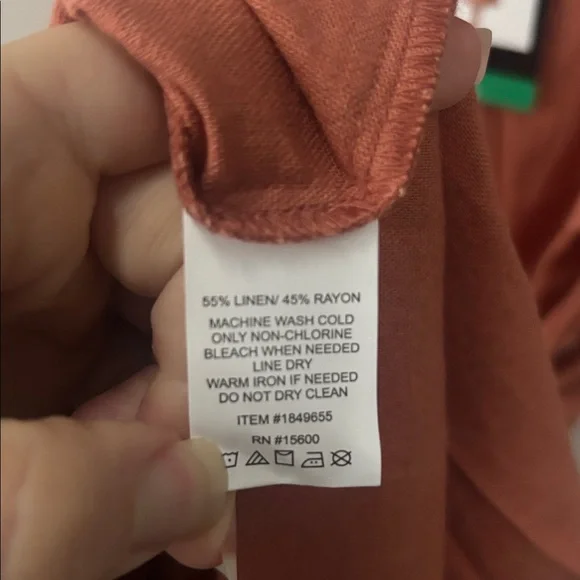 55% LINEN/ 45% RAYON
MACHINE WASH COLD
ONLY NON-CHLORINE
BLEACH WHEN NEEDED
LINE DRY
WARM IRON IF NEEDED
DO NOT DRY CLEAN
ITEM #1849655
RN #15600